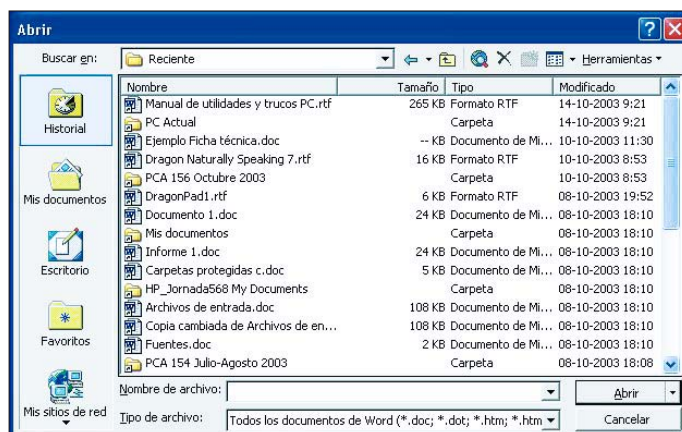 Abrir
Buscar en: Reciente Herramientas
Historial
Mis documentos
Escritorio
Favoritos
Mis sitios de red
Nombre Tamaño Tipo Modificado
Manual de utilidades y trucos PC.rtf 265 KB Formato RTF 14-10-2003 9:21
PC Actual Carpeta 14-10-2003 9:21
Ejemplo Ficha técnica.doc -- KB Documento de Mi... 10-10-2003 11:30
Dragon Naturally Speaking 7.rtf 16 KB Formato RTF 10-10-2003 8:53
PCA 156 Octubre 2003 Carpeta 10-10-2003 8:53
DragonPad1.rtf 6 KB Formato RTF 08-10-2003 19:52
Documento 1.doc 24 KB Documento de Mi... 08-10-2003 18:10
Mis documentos Carpeta 08-10-2003 18:10
Informe 1.doc 24 KB Documento de Mi... 08-10-2003 18:10
Carpetas protegidas c.doc 5 KB Documento de Mi... 08-10-2003 18:10
HP_Jornada568 My Documents Carpeta 08-10-2003 18:10
Archivos de entrada.doc 108 KB Documento de Mi... 08-10-2003 18:10
Copia cambiada de Archivos de en... 108 KB Documento de Mi... 08-10-2003 18:10
Fuentes.doc 2 KB Documento de Mi... 08-10-2003 18:10
PCA 154 Julio-Agosto 2003 Carpeta 08-10-2003 18:08
Nombre de archivo: Abrir
Tipo de archivo: Todos los documentos de Word (*.doc; *.dot; *.htm; *.htm Cancelar